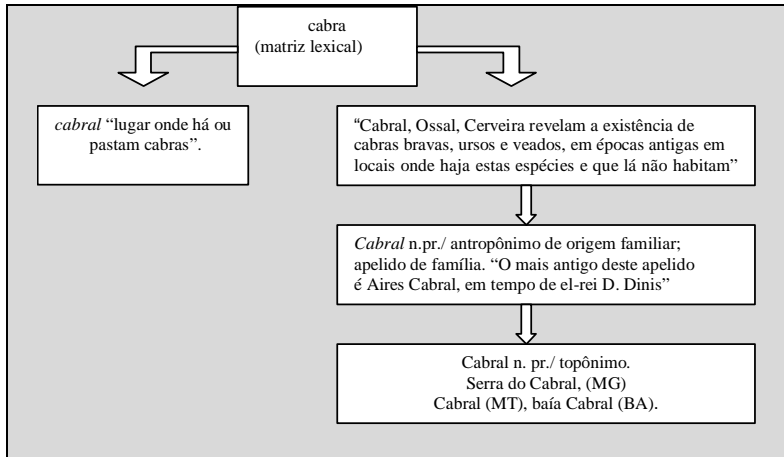 cabra
(matriz lexical)
cabral “lugar onde há ou
pastam cabras”.
“Cabral, Ossal, Cerveira revelam a existência de
cabras bravas, ursos e veados, em épocas antigas em
locais onde haja estas espécies e que lá não habitam”
Cabral n.pr./ antropônimo de origem familiar;
apelido de família. “O mais antigo deste apelido
é Aires Cabral, em tempo de el-rei D. Dinis”
Cabral n. pr./ topônimo.
Serra do Cabral, (MG)
Cabral (MT), baía Cabral (BA).